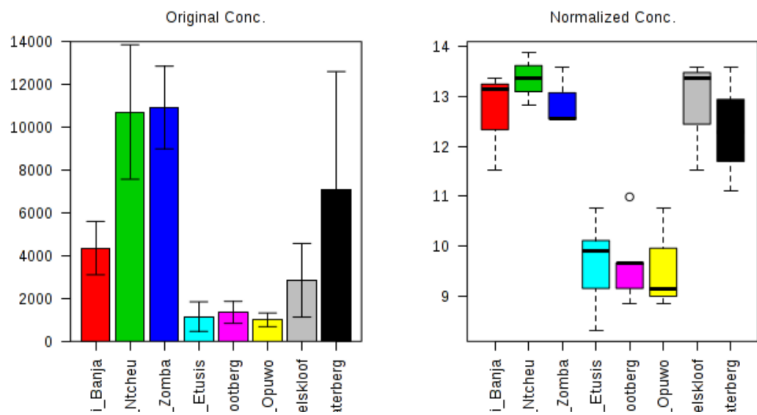 Original Conc.
14000
12000
10000
8000
6000
4000
2000
0
i_Banja
_Ntcheu
_Zomba
_Etusis
ootberg
_Opuwo
elskloof
aterberg
Normalized Conc.
14
13
12
11
10
9
i_Banja
_Ntcheu
_Zomba
_Etusis
ootberg
_Opuwo
elskloof
aterberg